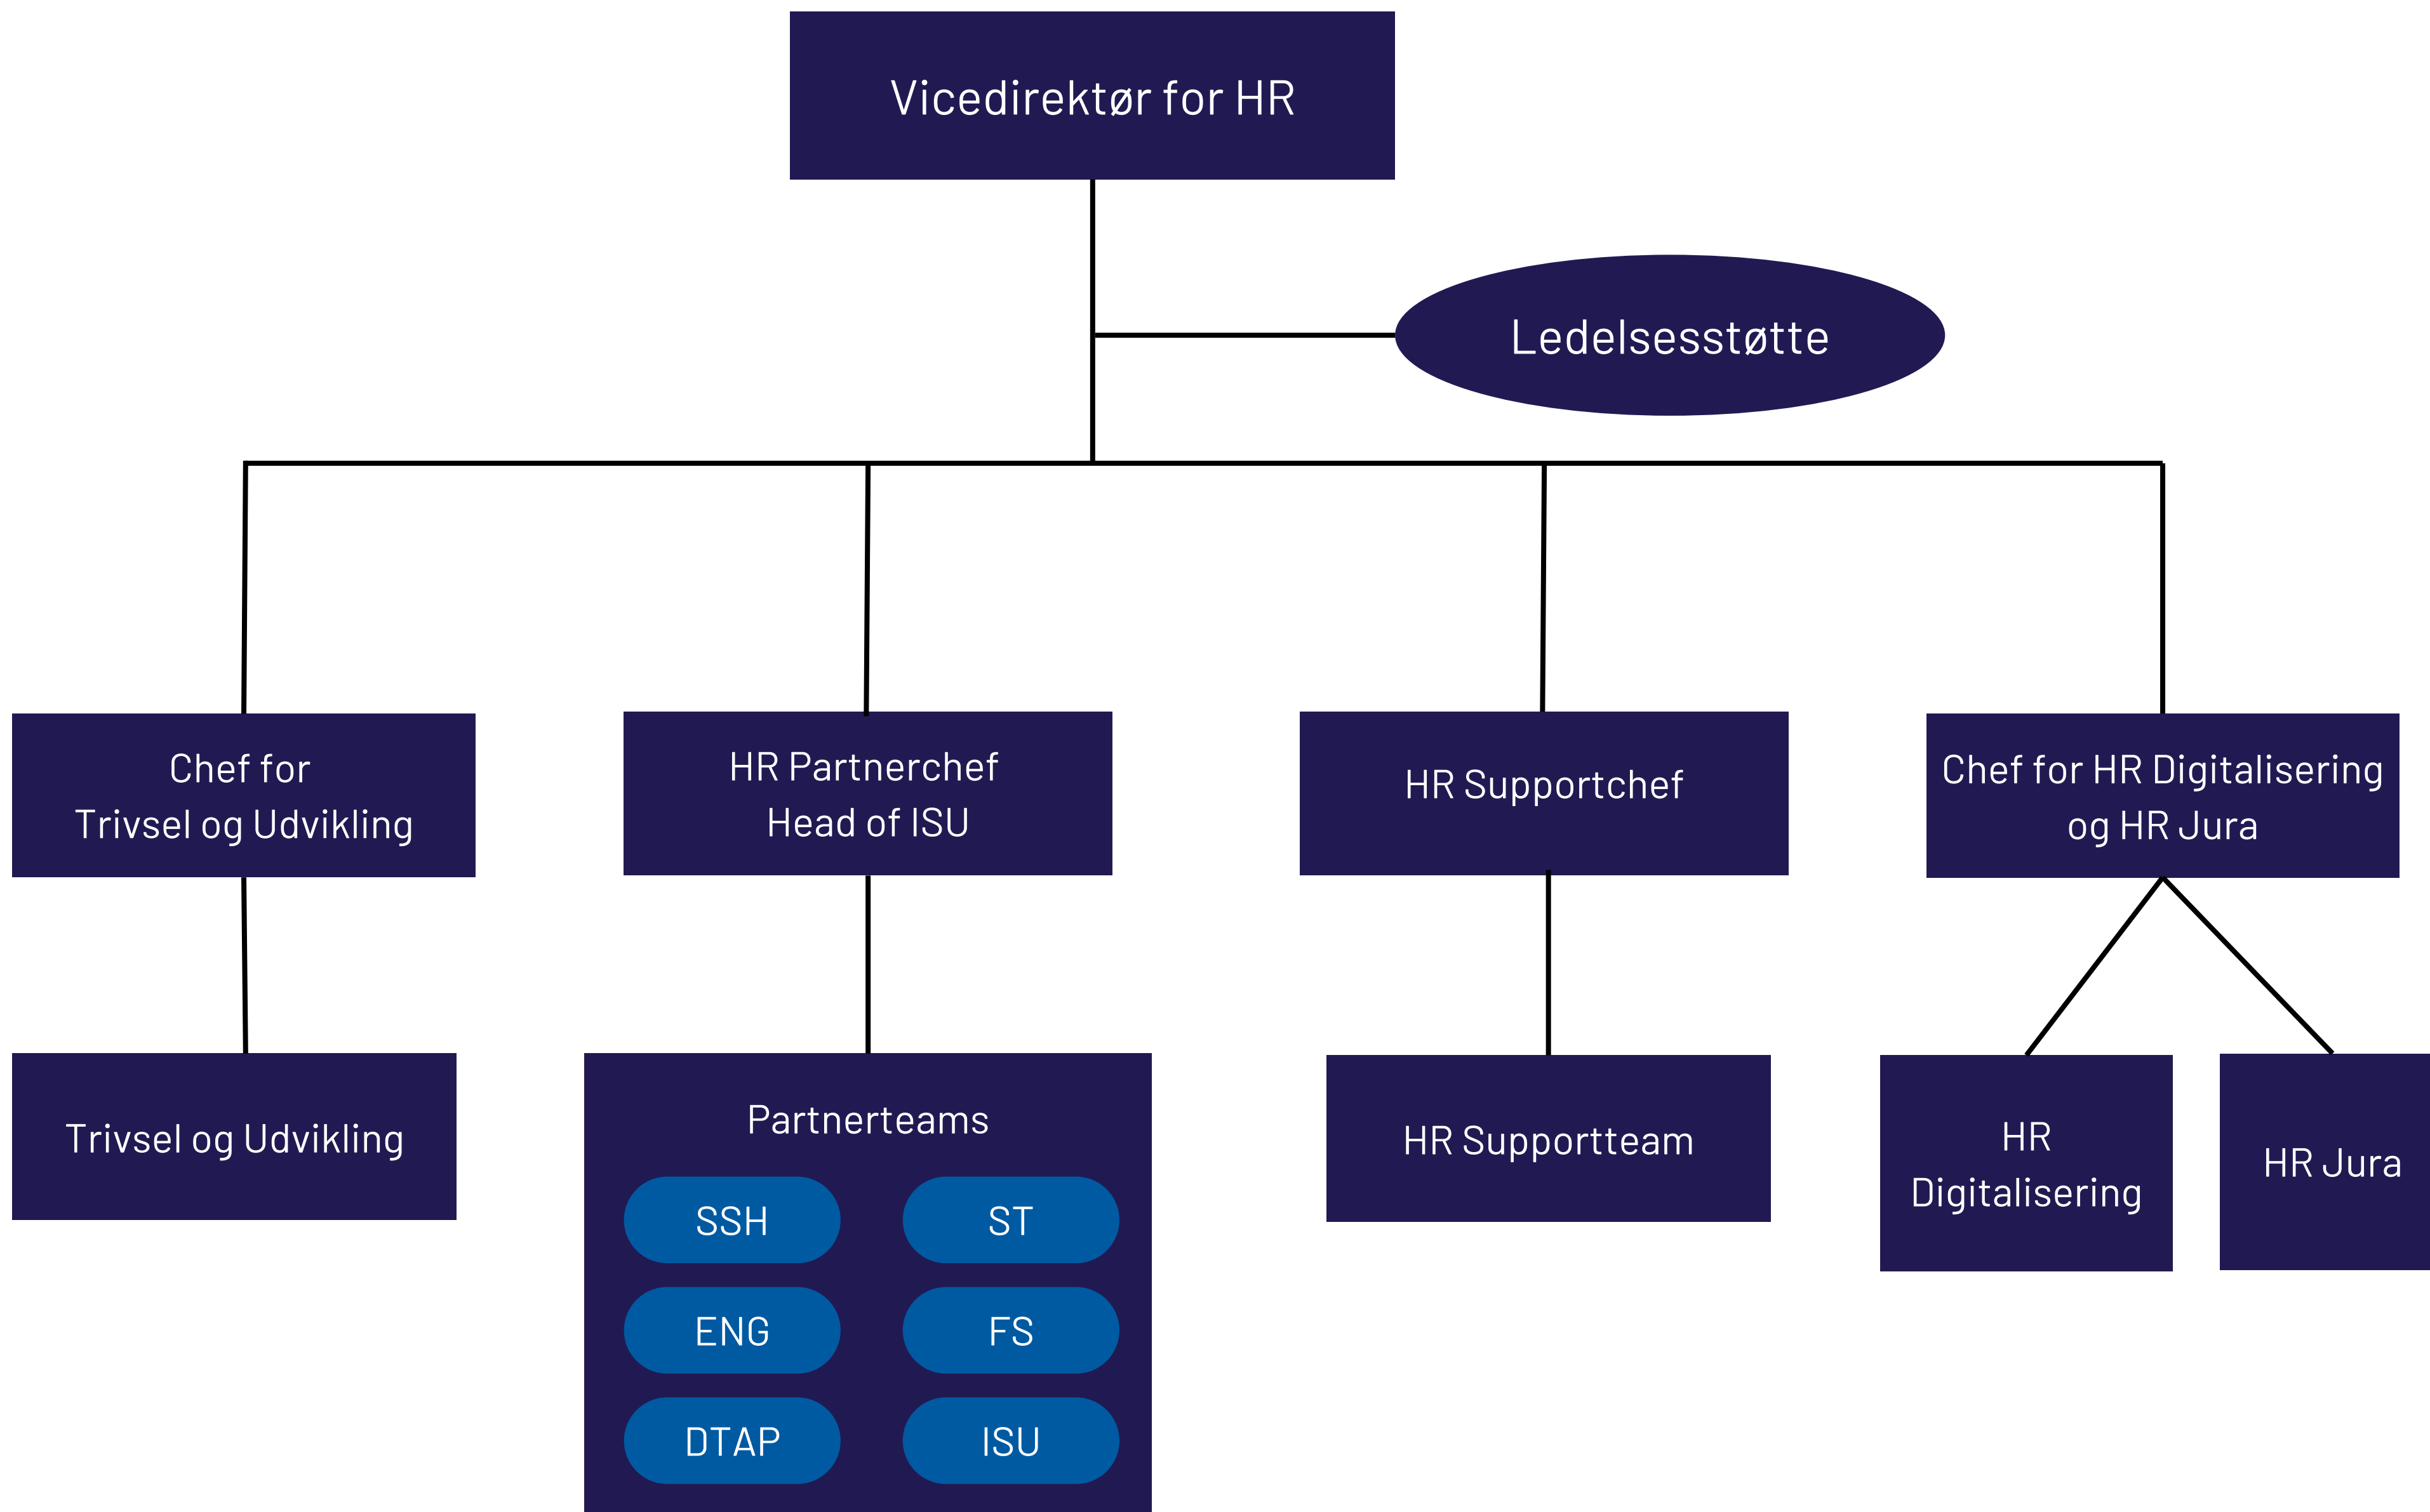 Vicedirektør for HR
Ledelsesstøtte
Chef for
Trivsel og Udvikling
HR Partnerchef
Head of ISU
HR Supportchef
Chef for HR Digitalisering
og HR Jura
Trivsel og Udvikling
Partnerteams
SSH
ST
ENG
FS
DTAP
ISU
HR Supportteam
HR
Digitalisering
HR Jura